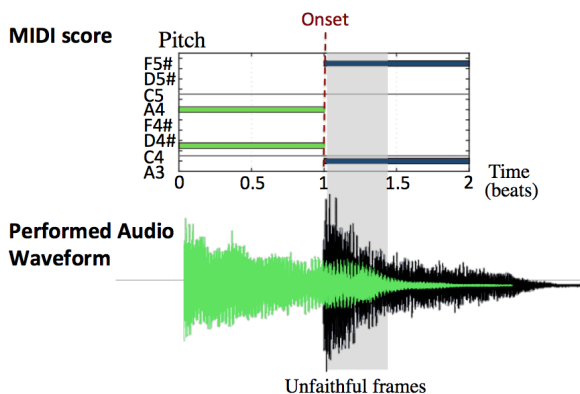 Onset
MIDI score
Pitch
F5#
D5#
C5
A4
F4#
D4#
C4
A3
0 0.5 1 1.5 2
Time
(beats)
Performed Audio
Waveform
Unfaithful frames